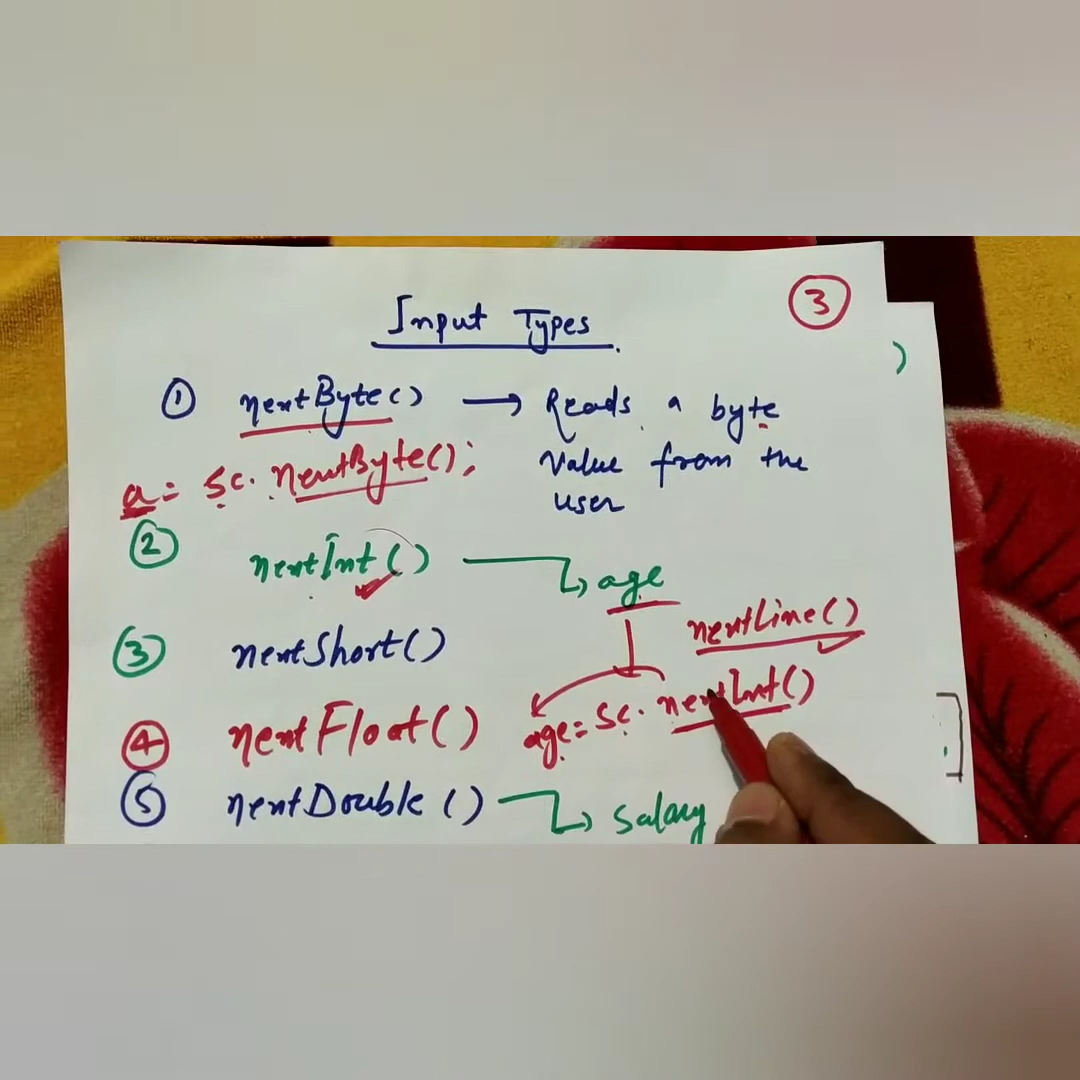 3
Input Types
① nextByte() → Reads a byte
value from the
user
a = Sc. nextByte();
② nextInt() → age
nextLine()
③ nextShort()
age = Sc. nextInt()
④ nextFloat()
⑤ nextDouble() → Salary
)
]